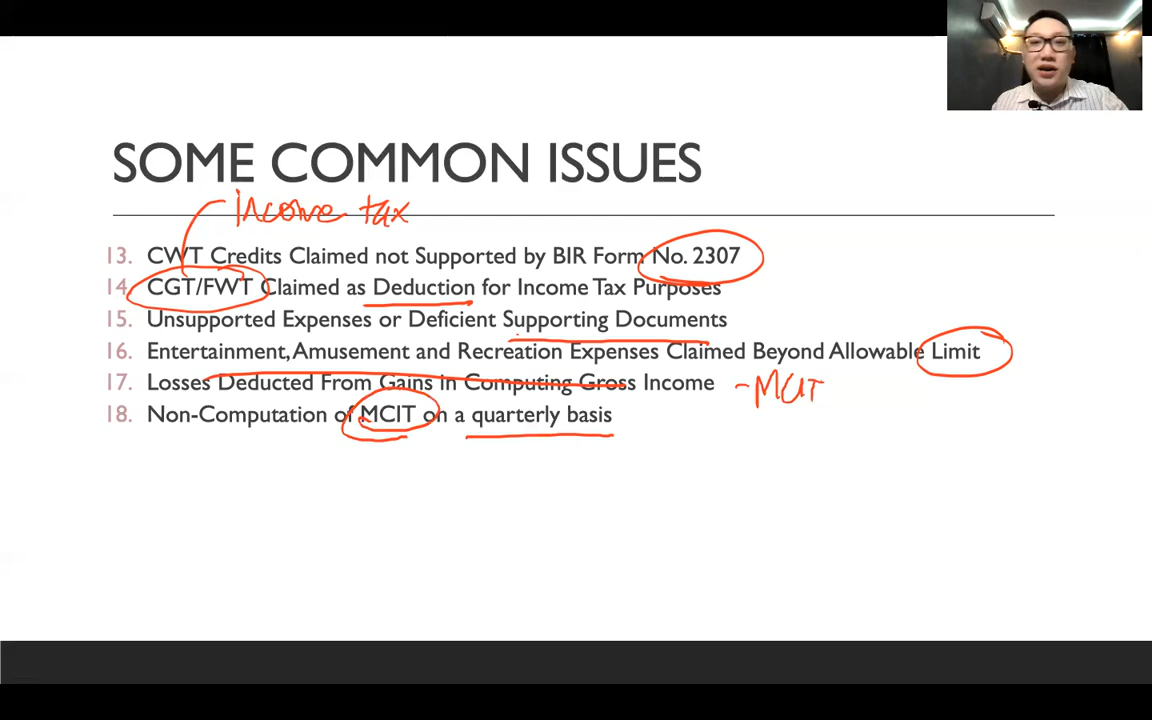 SOME COMMON ISSUES
income tax
13. CWT Credits Claimed not Supported by BIR Form No. 2307
14. CGT/FWT Claimed as Deduction for Income Tax Purposes
15. Unsupported Expenses or Deficient Supporting Documents
16. Entertainment, Amusement and Recreation Expenses Claimed Beyond Allowable Limit
17. Losses Deducted From Gains in Computing Gross Income - MCIT
18. Non-Computation of MCIT on a quarterly basis